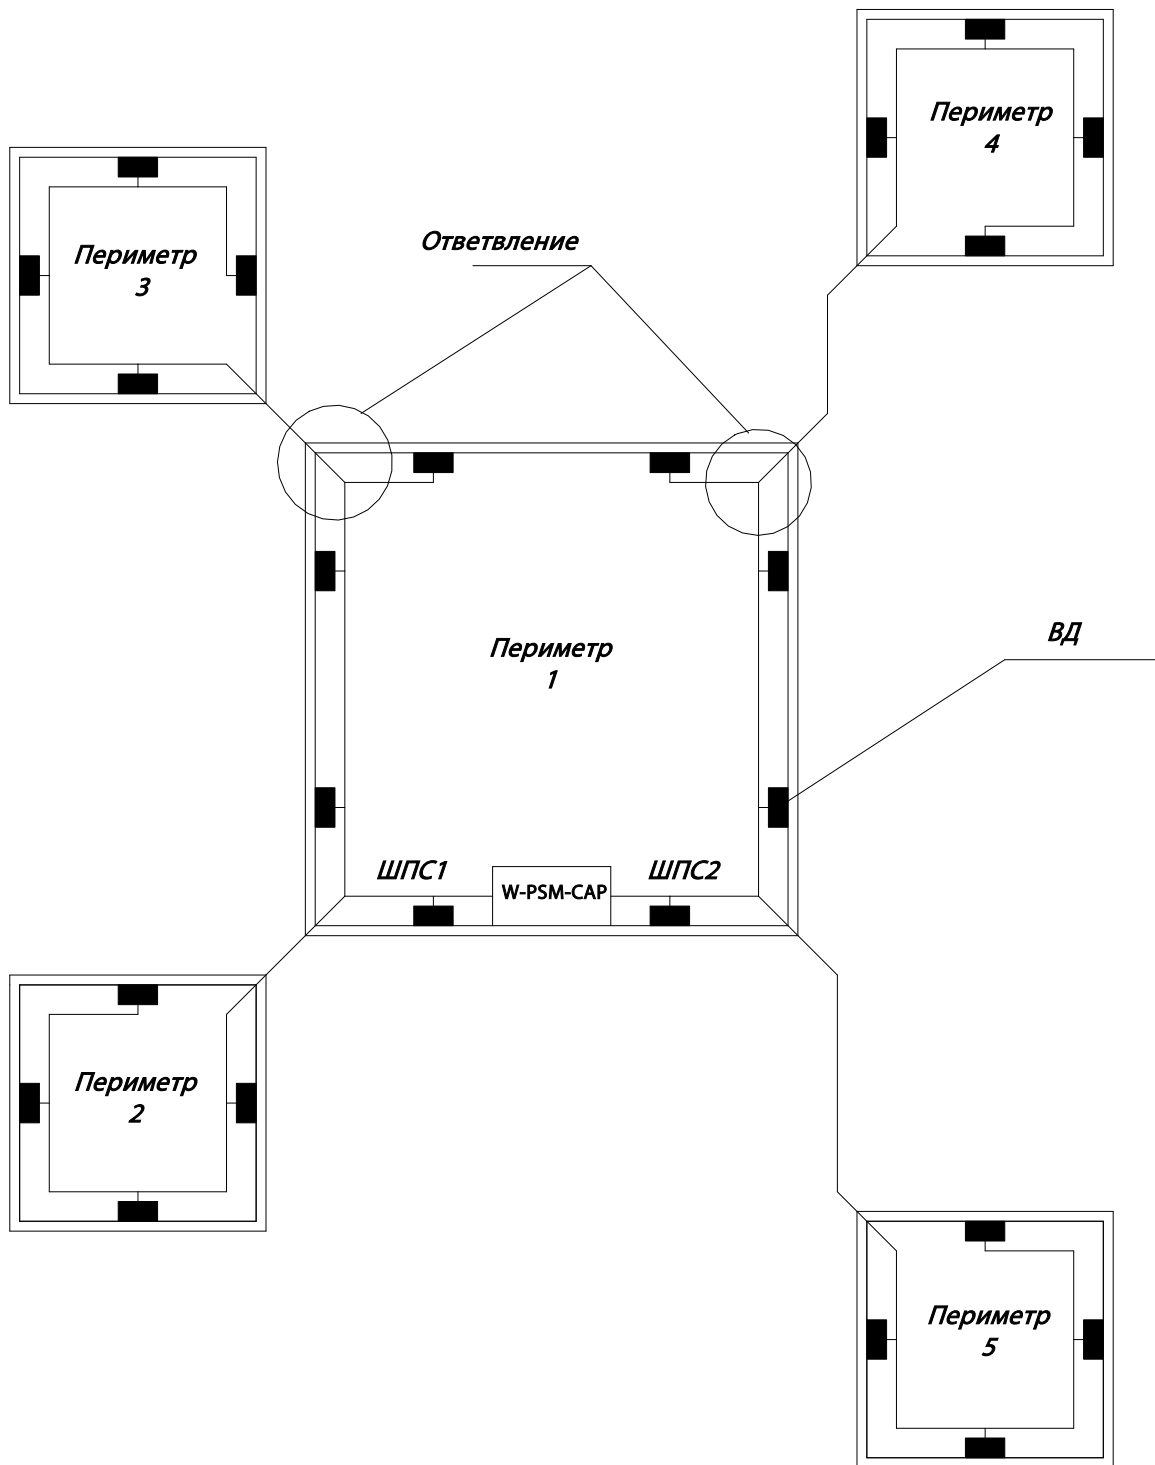 Периметр
4
Периметр
3
Ответвление
ВД
Периметр
1
ШПС1
W-PSM-CAP
ШПС2
Периметр
2
Периметр
5